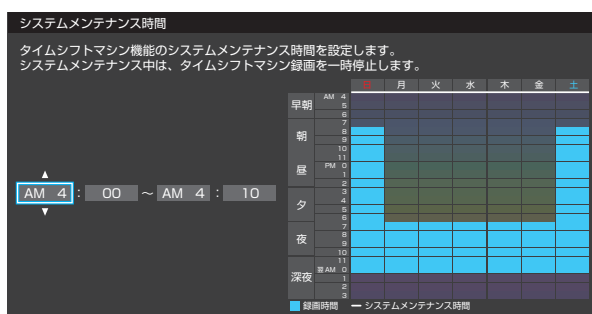 システムメンテナンス時間
タイムシフトマシン機能のシステムメンテナンス時間を設定します。
システムメンテナンス中は、タイムシフトマシン録画を一時停止します。
日 月 火 水 木 金 土
早朝
AM 4
5
6
朝
7
8
9
10
昼
11
PM 0
1
2
夕
3
4
5
6
夜
7
8
9
10
深夜
11
翌AM 0
1
2
3
AM 4 : 00 ～ AM 4 : 10
録画時間 システムメンテナンス時間